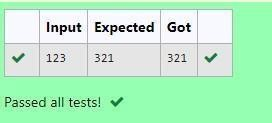 Input Expected Got
123 321 321
Passed all tests!